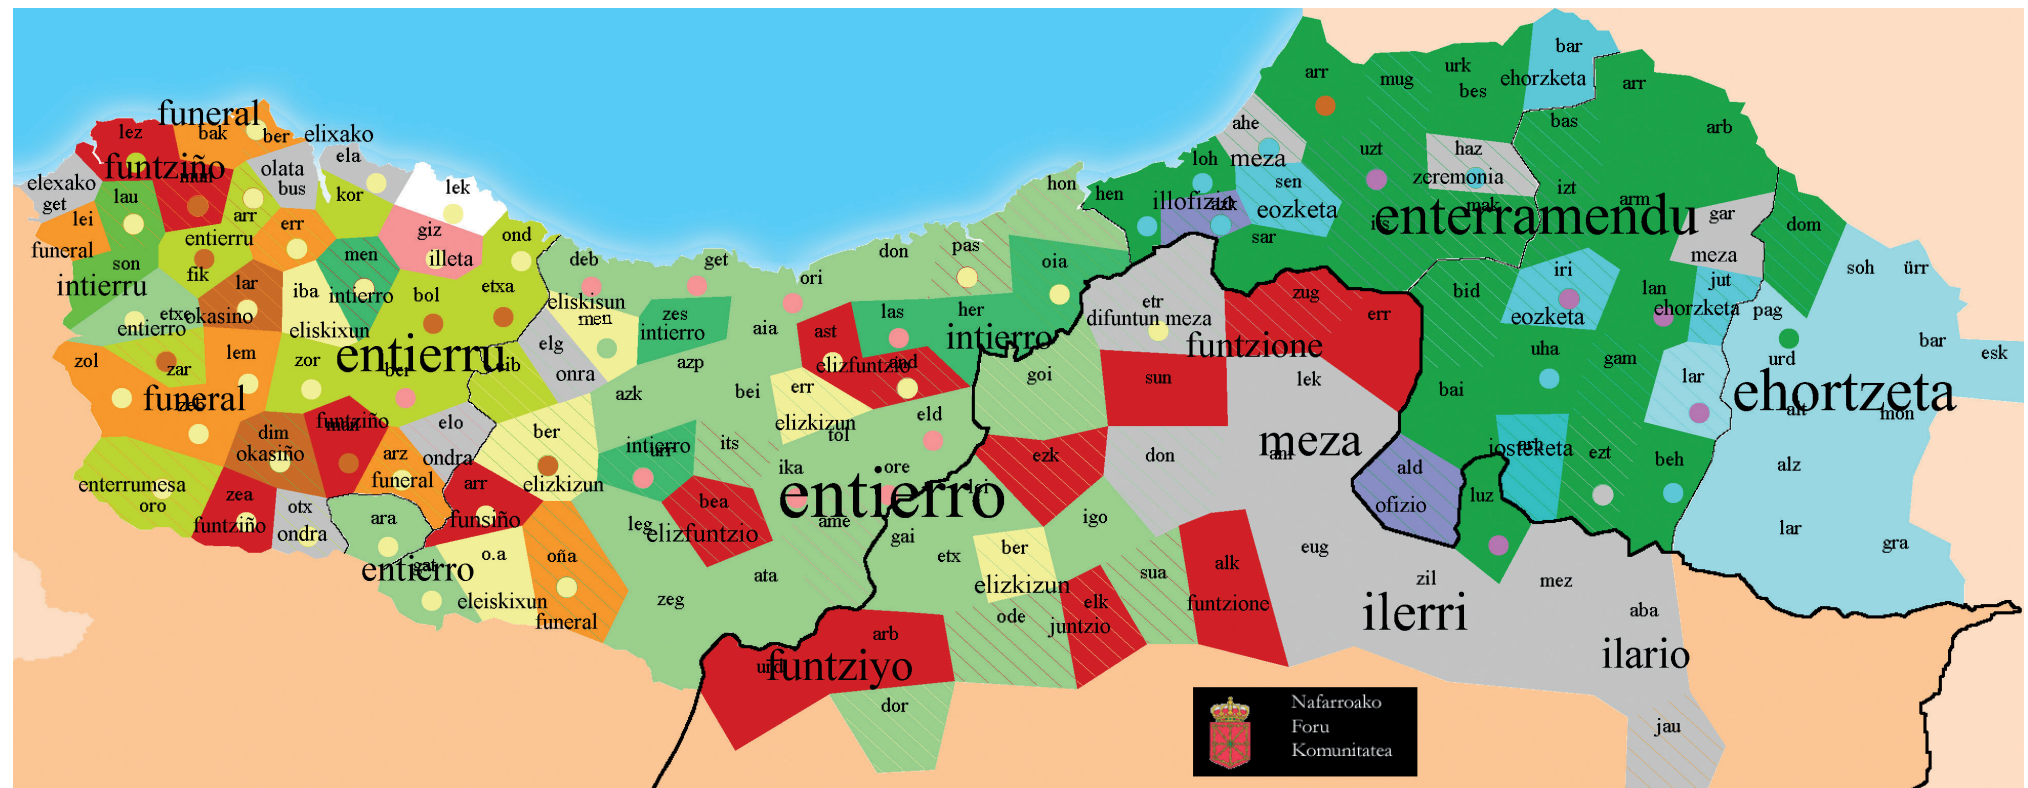 funeral
lez
bak
ber
elixako
funtziño
olata
ela
elexako
get
lau
bus
kor
lek
lei
arr
err
giz
ond
funeral
entierru
men
illeta
son
fik
intierru
lar
iba
intierro
bol
etxa
etxe
okasino
entierro
eliskixun
zol
lem
zor
entierru
eib
zar
ber
funeral
funtziño
dim
okasiño
elo
arz
ondra
enterrumesa
funeral
oro
zea
otx
arr
funtziño
ondra
ara
funsiño
entierro
o.a
oña
eleiskixun
funeral
deb
get
ori
don
pas
hon
eliskisun
men
zes
intierro
las
her
oia
elg
onra
aia
ast
intierro
azp
elizfuntzio
azk
bei
err
elizkizun
ber
tol
eld
intierro
its
elizkizun
ika
ore
entierro
bea
leg
elizfuntzio
ame
ata
zeg
gai
etx
igo
ber
elizkizun
sua
ode
elk
juntzio
alk
funtzione
arb
funtziyo
dor
goi
sun
ezk
don
etr
difuntun meza
zug
err
funtzione
lek
meza
eug
zil
mez
ilerri
aba
ilario
jau
ald
ofizio
luz
hen
loh
ahe
meza
illofizio
sen
eozketa
sar
arr
mug
urk
bes
bar
ehorzketa
uzt
haz
zeremonia
mak
enterramendu
arr
bas
arb
izt
arm
gar
meza
dom
iri
eozketa
bid
lan
jut
ehorzketa
pag
uha
gam
bai
lar
urd
iosteketa
ezt
beh
soh
ürr
bar
esk
ehortzeta
alt
mon
alz
lar
gra
Nafarroako
Foru
Komunitatea